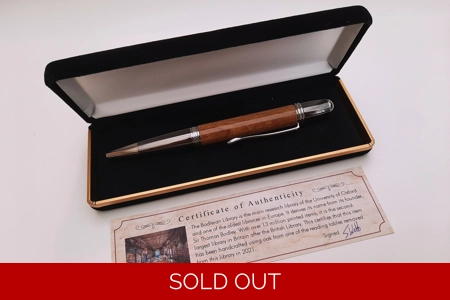 Certificate of Authenticity
The Bodleian Library is the main research library of the University of Oxford
and one of the oldest libraries in Europe. It derives its name from its founder,
Sir Thomas Bodley. With over 13 million printed items, it is the second
largest library in Britain after the British Library. This certifies that this item
has been handcrafted using oak from one of the reading tables removed
from this library in 2021.
Signed
SOLD OUT